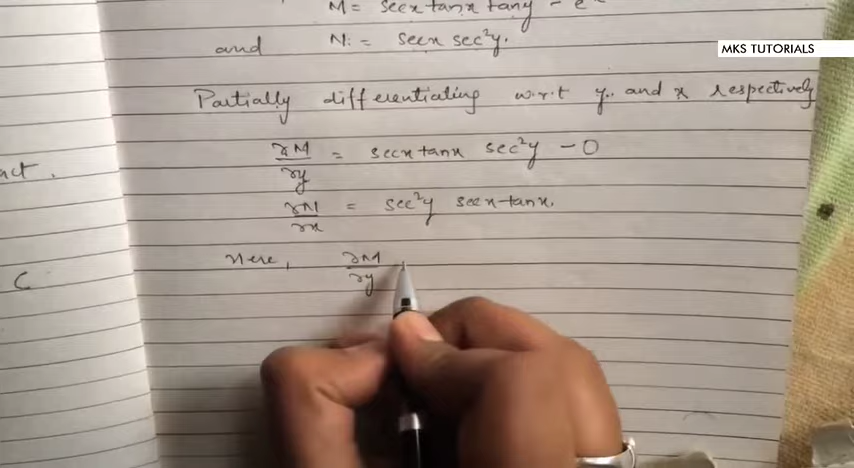 M = secx tanx tany - e
and N = secx sec²y.
MKS TUTORIALS
Partially differentiating w.r.t y and x respectively
∂M/∂y = secx tanx sec²y - 0
act.
∂N/∂x = sec²y secx tanx.
Here, ∂M/∂y
C